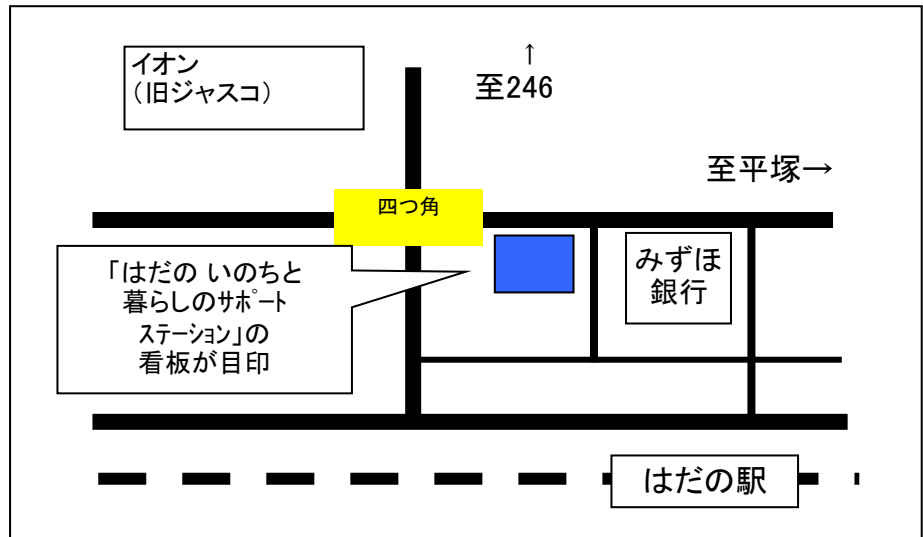 イオン
（旧ジャスコ）
↑
至246
至平塚→
四つ角
「はだの いのちと
暮らしのサポート
ステーション」の
看板が目印
みずほ
銀行
はだの駅